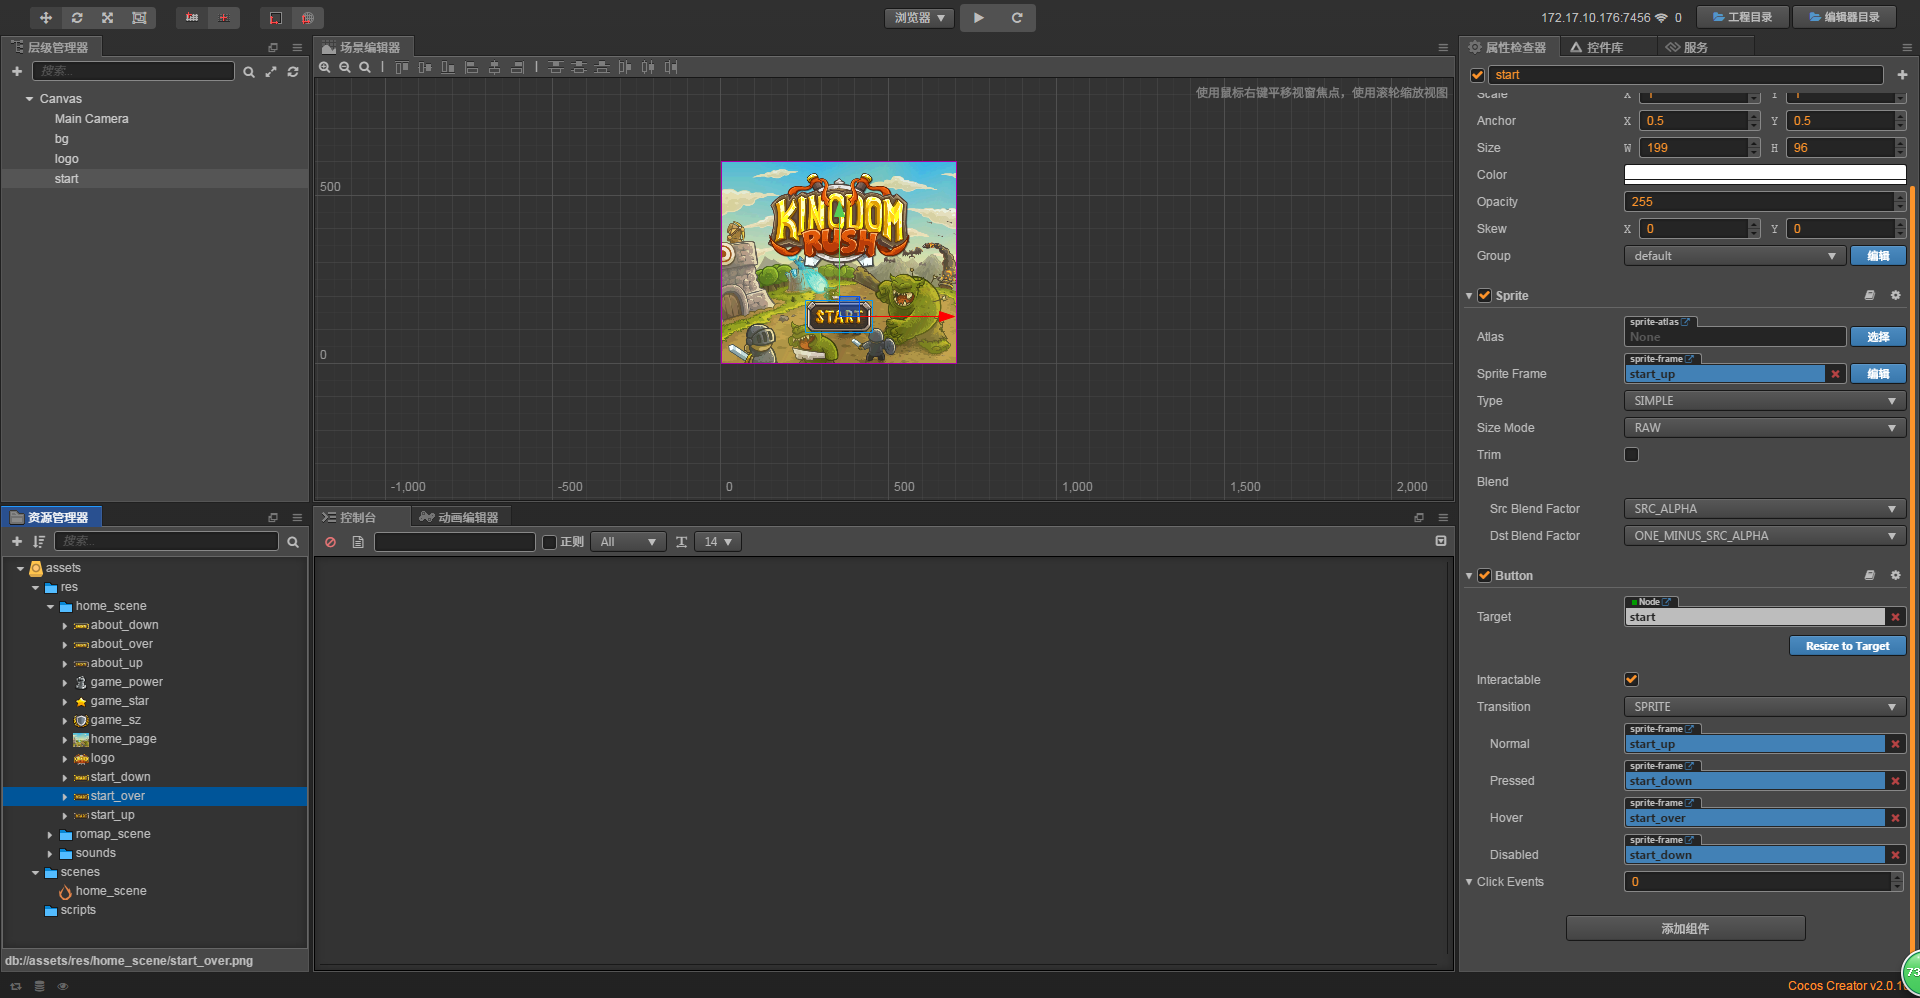 浏览器
172.17.10.176:7456 0
工程目录
编辑器目录
层级管理器
搜索...
Canvas
Main Camera
bg
logo
start
场景编辑器
使用鼠标右键平移视窗焦点，使用滚轮缩放视图
500
0
-1,000
-500
0
500
1,000
1,500
2,000
KINGDOM
RUSH
START
资源管理器
搜索...
assets
res
home_scene
about_down
about_over
about_up
game_power
game_star
game_sz
home_page
logo
start_down
start_over
start_up
romap_scene
sounds
scenes
home_scene
scripts
db://assets/res/home_scene/start_over.png
控制台
动画编辑器
正则
All
14
属性检查器
控件库
服务
start
Scale X 1 Y 1
Anchor X 0.5 Y 0.5
Size W 199 H 96
Color
Opacity 255
Skew X 0 Y 0
Group default 编辑
Sprite
sprite-atlas
Atlas None 选择
sprite-frame
Sprite Frame start_up 编辑
Type SIMPLE
Size Mode RAW
Trim
Blend
Src Blend Factor SRC_ALPHA
Dst Blend Factor ONE_MINUS_SRC_ALPHA
Button
Node
Target start
Resize to Target
Interactable
Transition SPRITE
sprite-frame
Normal start_up
sprite-frame
Pressed start_down
sprite-frame
Hover start_over
sprite-frame
Disabled start_down
Click Events 0
添加组件
73
Cocos Creator v2.0.1